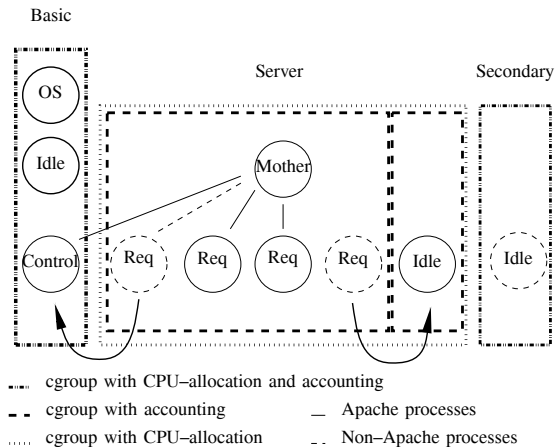 Basic
Server
Secondary
OS
Idle
Mother
Control
Req
Req
Req
Req
Idle
Idle
cgroup with CPU–allocation and accounting
cgroup with accounting
Apache processes
cgroup with CPU–allocation
Non–Apache processes